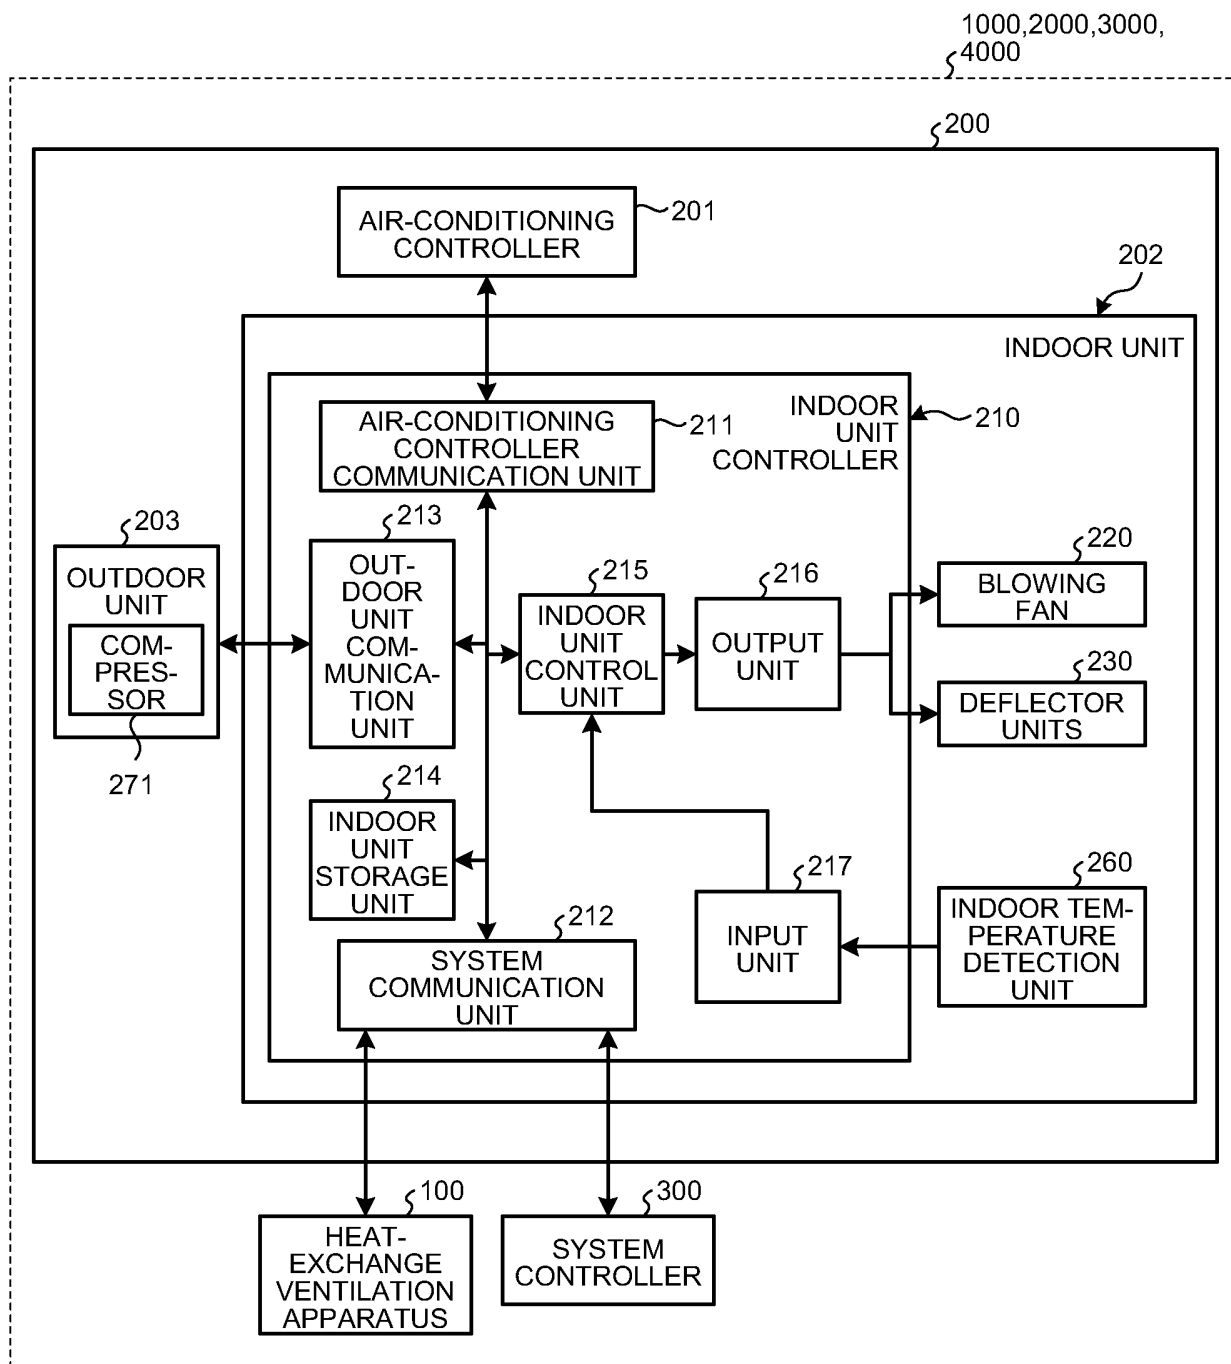 1000,2000,3000,
4000
200
AIR-CONDITIONING
CONTROLLER
201
202
INDOOR UNIT
INDOOR
UNIT
CONTROLLER
210
AIR-CONDITIONING
CONTROLLER
COMMUNICATION UNIT
211
203
OUTDOOR
UNIT
COM-
PRES-
SOR
271
213
OUT-
DOOR UNIT
COM-
MUNICA-
TION
UNIT
215
INDOOR
UNIT
CONTROL
UNIT
216
OUTPUT
UNIT
220
BLOWING
FAN
230
DEFLECTOR
UNITS
214
INDOOR
UNIT
STORAGE
UNIT
217
INPUT
UNIT
260
INDOOR TEM-
PERATURE
DETECTION
UNIT
212
SYSTEM
COMMUNICATION
UNIT
100
HEAT-
EXCHANGE
VENTILATION
APPARATUS
300
SYSTEM
CONTROLLER